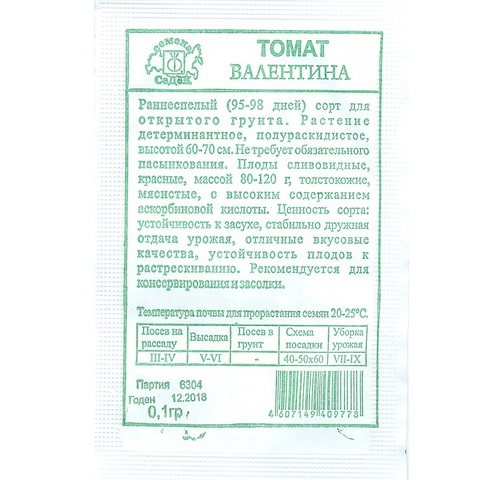 Семена
СеДеК
ТОМАТ
ВАЛЕНТИНА
Раннеспелый (95-98 дней) сорт для
открытого грунта. Растение
детерминантное, полураскидистое,
высотой 60-70 см. Не требует обязательного
пасынкования. Плоды сливовидные,
красные, массой 80-120 г, толстокожие,
мясистые, с высоким содержанием
аскорбиновой кислоты. Ценность сорта:
устойчивость к засухе, стабильно дружная
отдача урожая, отличные вкусовые
качества, устойчивость плодов к
растрескиванию. Рекомендуется для
консервирования и засолки.
Температура почвы для прорастания семян 20-25°С.
Посев на рассаду Высадка Посев в грунт Схема посадки Уборка урожая
III-IV V-VI - 40-50х60 VII-IX
Партия 6304
Годен 12.2018
0,1гр
4607149409778